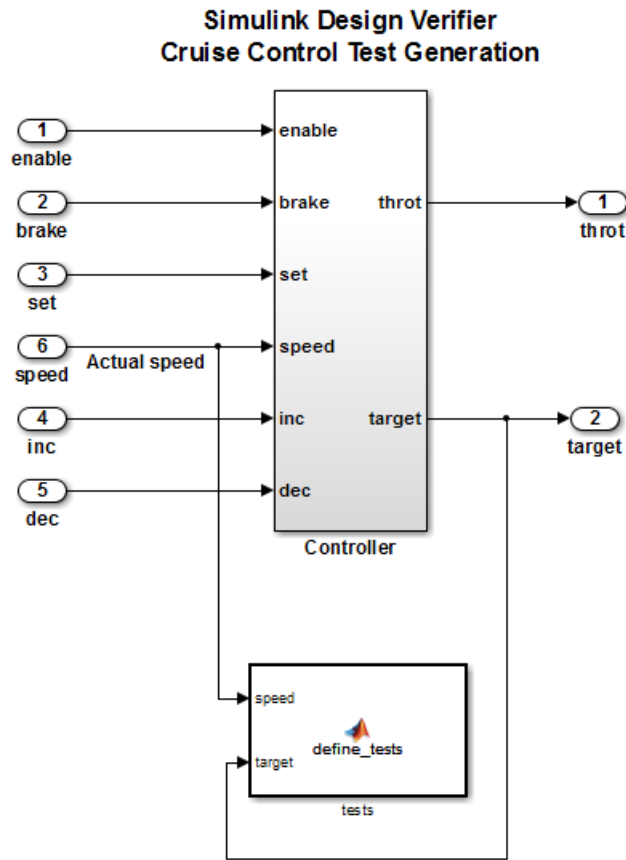 Simulink Design Verifier
Cruise Control Test Generation
1
enable
enable
2
brake
brake
throt
1
throt
3
set
set
6
speed
Actual speed
speed
4
inc
inc
target
2
target
5
dec
dec
Controller
speed
define_tests
target
tests